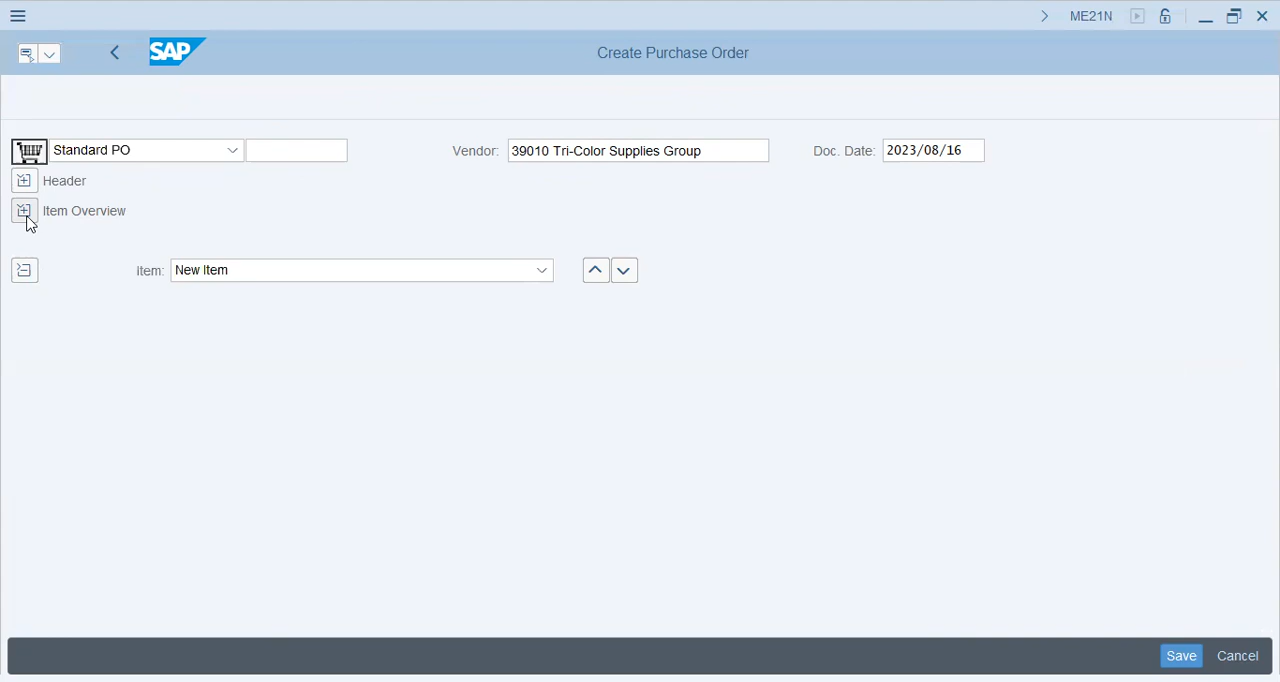 ME21N
SAP
Create Purchase Order
Standard PO
Vendor: 39010 Tri-Color Supplies Group
Doc. Date: 2023/08/16
Header
Item Overview
Item: New Item
Save Cancel